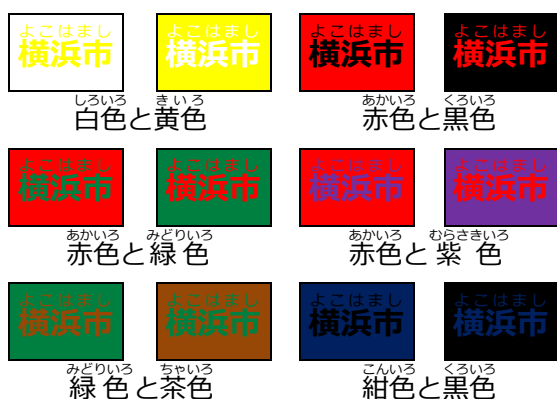 よこはまし よこはまし よこはまし よこはまし
横浜市 横浜市 横浜市 横浜市
しろいろ きいろ あかいろ くろいろ
白色と黄色 赤色と黒色
よこはまし よこはまし よこはまし よこはまし
横浜市 横浜市 横浜市 横浜市
あかいろ みどりいろ あかいろ むらさきいろ
赤色と緑色 赤色と紫色
よこはまし よこはまし よこはまし よこはまし
横浜市 横浜市 横浜市 横浜市
みどりいろ ちゃいろ こんいろ くろいろ
緑色と茶色 紺色と黒色